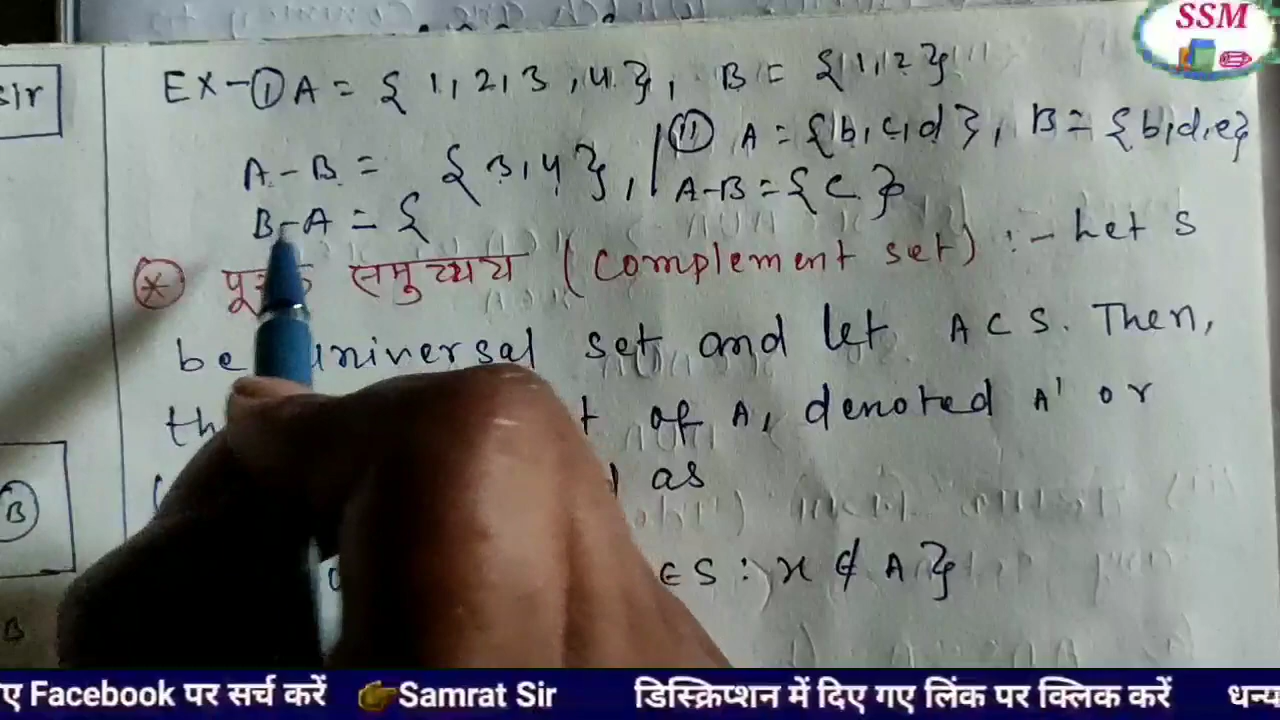 SSM
sir
EX-① A = { 1, 2, 3, 4 }, B = { 1, 2 }
A - B = { 3, 4 }, | ⑪ A = { b, c, d }, B = { b, d, e }
B - A = { A - B = { c }
* समुच्चय (complement set) :- Let S
be universal set and let A ⊂ S. Then,
of A, denoted A' or
as
∈ S : x ∉ A }
B
B
ए Facebook पर सर्च करें 👉Samrat Sir डिस्क्रिप्शन में दिए गए लिंक पर क्लिक करें धन्य